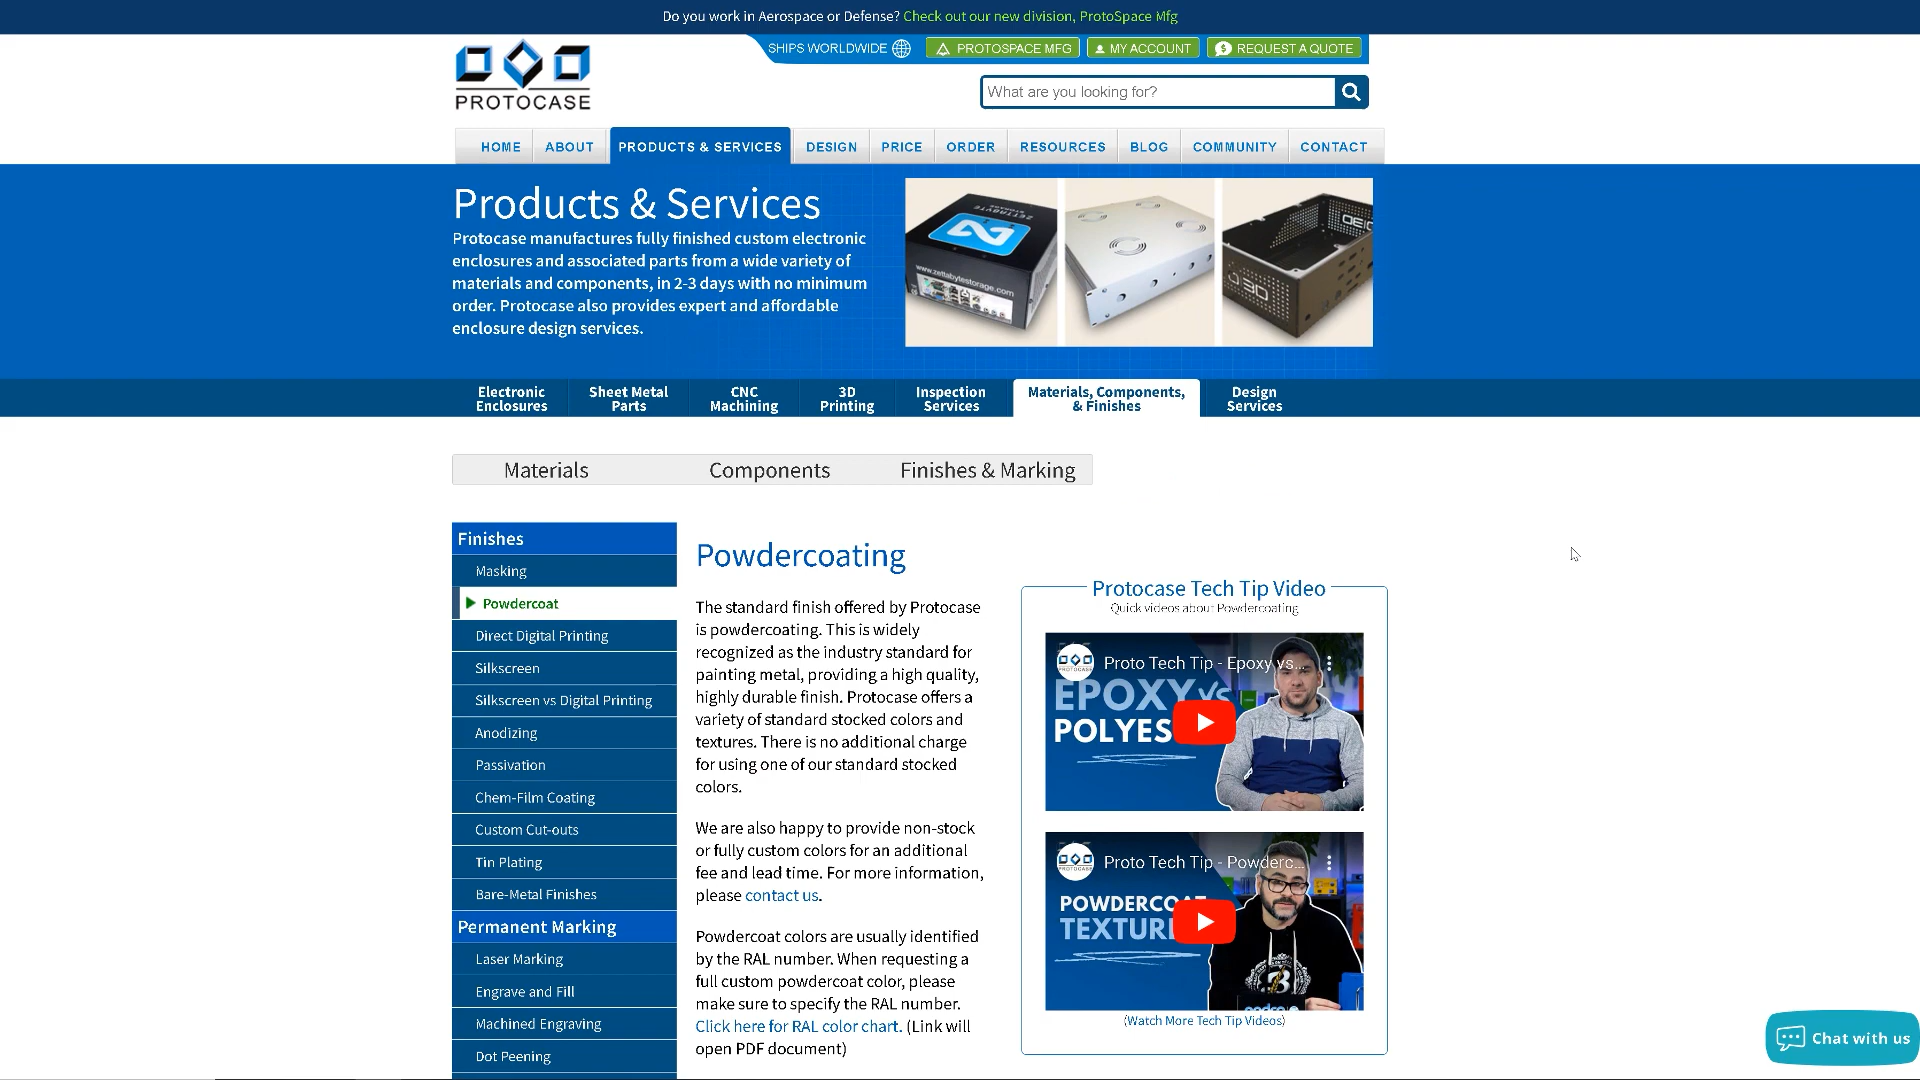 Do you work in Aerospace or Defense? Check out our new division, ProtoSpace Mfg
SHIPS WORLDWIDE
PROTOSPACE MFG
MY ACCOUNT
REQUEST A QUOTE
PROTOCASE
What are you looking for?
HOME
ABOUT
PRODUCTS & SERVICES
DESIGN
PRICE
ORDER
RESOURCES
BLOG
COMMUNITY
CONTACT
Products & Services
Protocase manufactures fully finished custom electronic
enclosures and associated parts from a wide variety of
materials and components, in 2-3 days with no minimum
order. Protocase also provides expert and affordable
enclosure design services.
ZETTABYTE
www.zettabytestorage.com
Electronic
Enclosures
Sheet Metal
Parts
CNC
Machining
3D
Printing
Inspection
Services
Materials, Components,
& Finishes
Design
Services
Materials
Components
Finishes & Marking
Finishes
Masking
Powdercoat
Direct Digital Printing
Silkscreen
Silkscreen vs Digital Printing
Anodizing
Passivation
Chem-Film Coating
Custom Cut-outs
Tin Plating
Bare-Metal Finishes
Permanent Marking
Laser Marking
Engrave and Fill
Machined Engraving
Dot Peening
Powdercoating
The standard finish offered by Protocase
is powdercoating. This is widely
recognized as the industry standard for
painting metal, providing a high quality,
highly durable finish. Protocase offers a
variety of standard stocked colors and
textures. There is no additional charge
for using one of our standard stocked
colors.
We are also happy to provide non-stock
or fully custom colors for an additional
fee and lead time. For more information,
please contact us.
Powdercoat colors are usually identified
by the RAL number. When requesting a
full custom powdercoat color, please
make sure to specify the RAL number.
Click here for RAL color chart. (Link will
open PDF document)
Protocase Tech Tip Video
Quick videos about Powdercoating
Proto Tech Tip - Epoxy vs...
EPOXY vs
POLYES
Proto Tech Tip - Powderc...
POWDERCOAT
TEXTUR
(Watch More Tech Tip Videos)
Chat with us